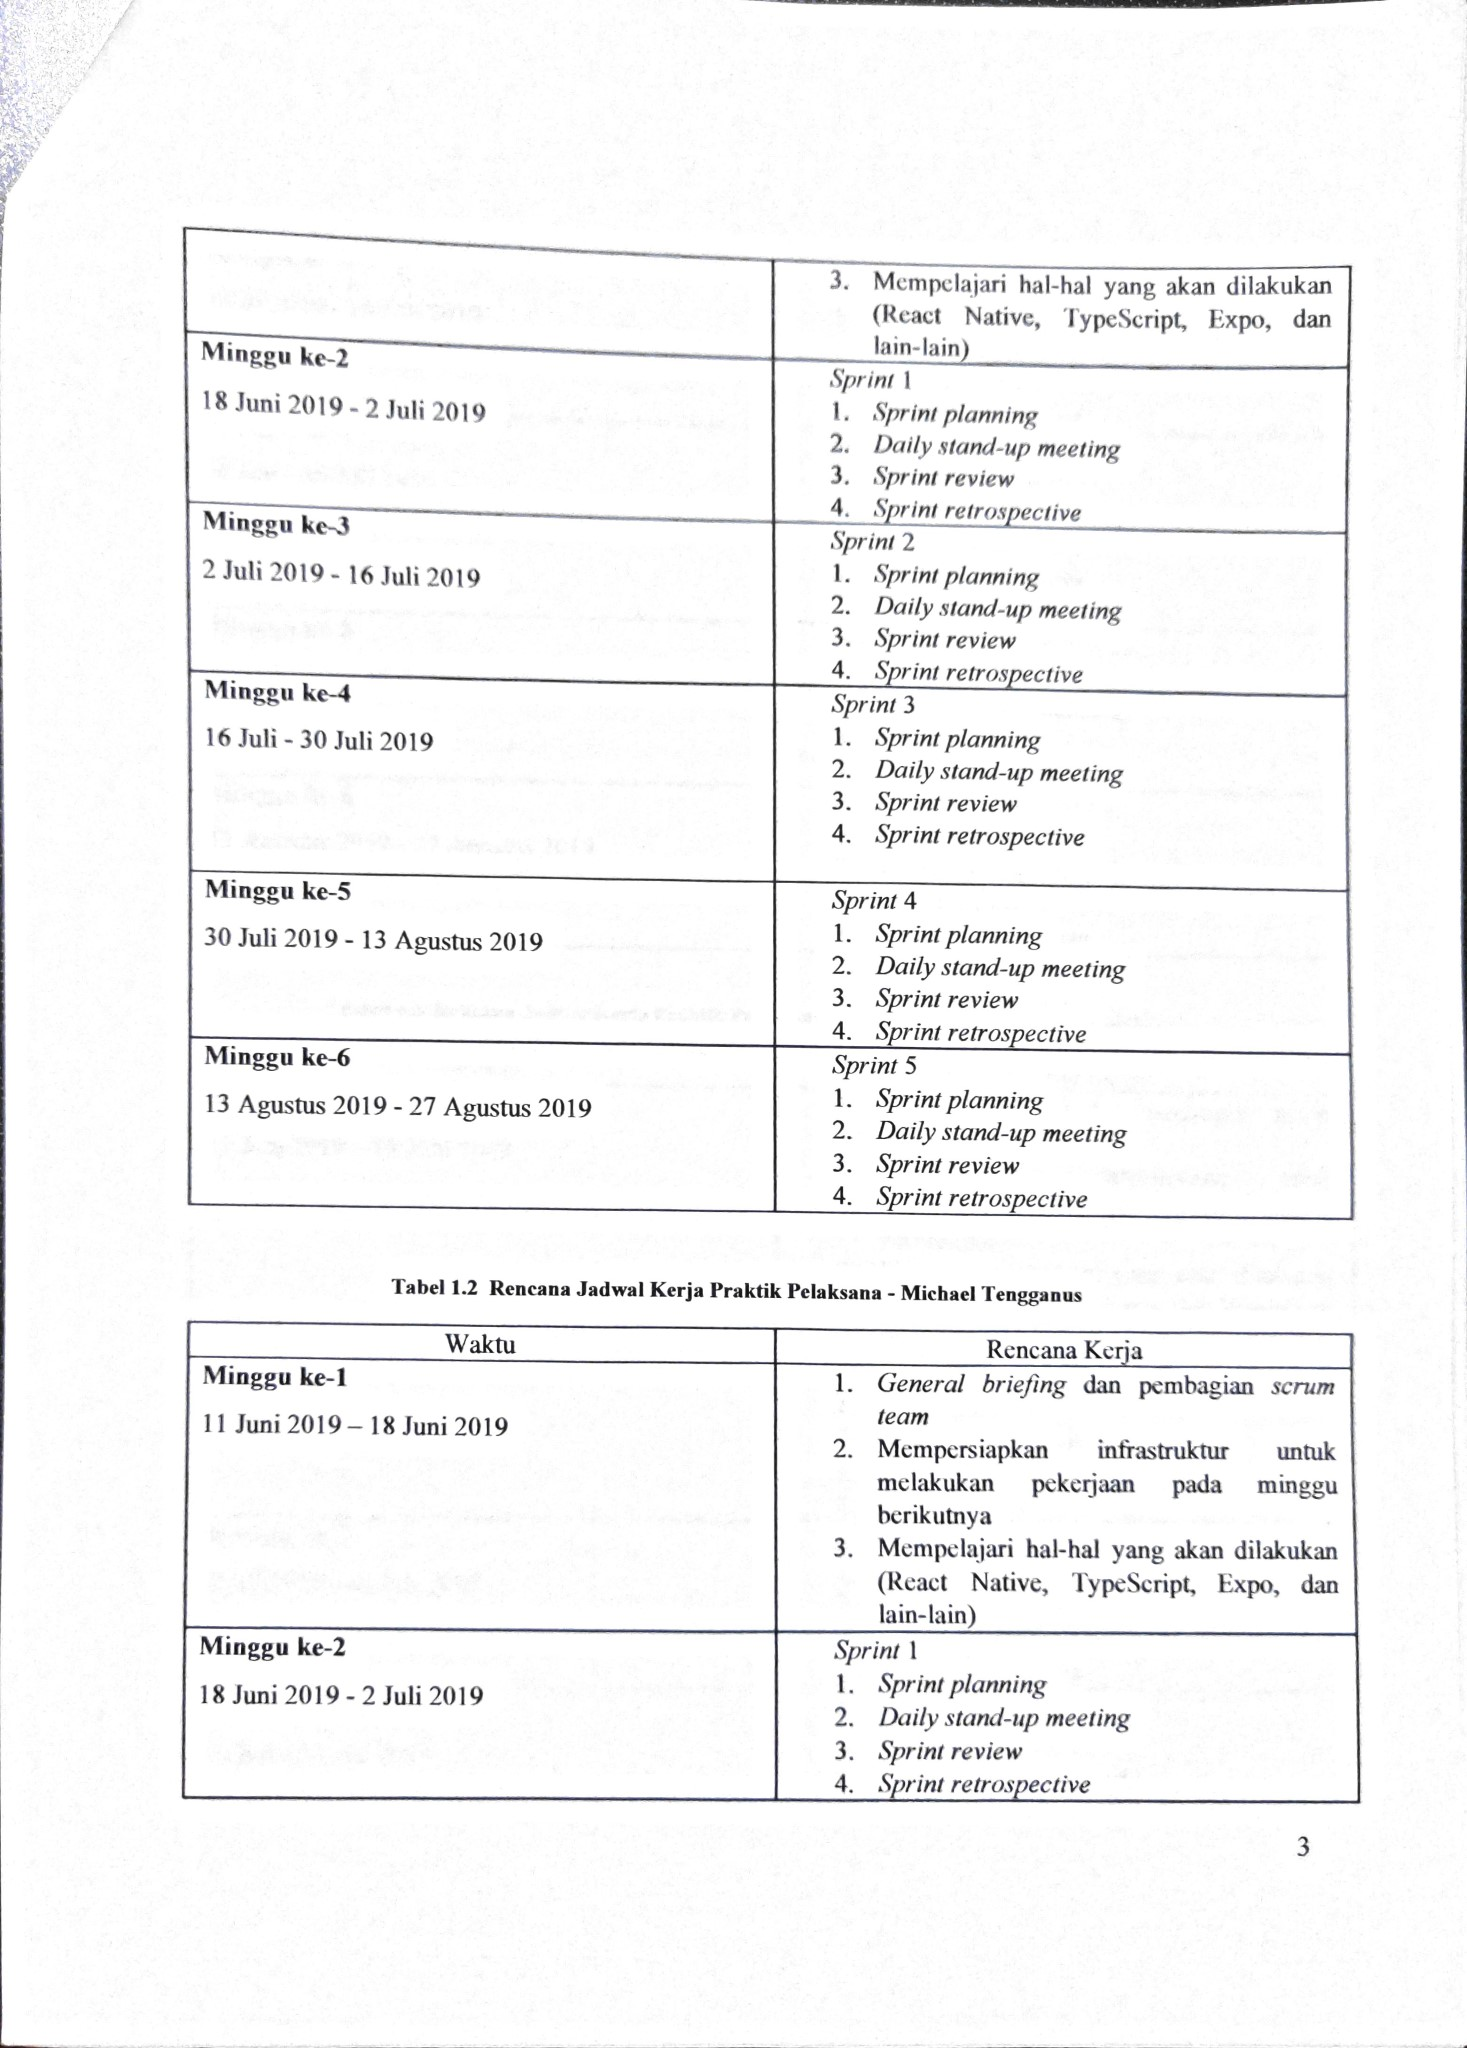 3. Mempelajari hal-hal yang akan dilakukan
(React Native, TypeScript, Expo, dan
lain-lain)
Minggu ke-2
18 Juni 2019 - 2 Juli 2019
Sprint 1
1. Sprint planning
2. Daily stand-up meeting
3. Sprint review
4. Sprint retrospective
Minggu ke-3
2 Juli 2019 - 16 Juli 2019
Sprint 2
1. Sprint planning
2. Daily stand-up meeting
3. Sprint review
4. Sprint retrospective
Minggu ke-4
16 Juli - 30 Juli 2019
Sprint 3
1. Sprint planning
2. Daily stand-up meeting
3. Sprint review
4. Sprint retrospective
Minggu ke-5
30 Juli 2019 - 13 Agustus 2019
Sprint 4
1. Sprint planning
2. Daily stand-up meeting
3. Sprint review
4. Sprint retrospective
Minggu ke-6
13 Agustus 2019 - 27 Agustus 2019
Sprint 5
1. Sprint planning
2. Daily stand-up meeting
3. Sprint review
4. Sprint retrospective
Tabel 1.2 Rencana Jadwal Kerja Praktik Pelaksana - Michael Tengganus
Waktu
Rencana Kerja
Minggu ke-1
11 Juni 2019 – 18 Juni 2019
1. General briefing dan pembagian scrum
team
2. Mempersiapkan infrastruktur untuk
melakukan pekerjaan pada minggu
berikutnya
3. Mempelajari hal-hal yang akan dilakukan
(React Native, TypeScript, Expo, dan
lain-lain)
Minggu ke-2
18 Juni 2019 - 2 Juli 2019
Sprint 1
1. Sprint planning
2. Daily stand-up meeting
3. Sprint review
4. Sprint retrospective
3